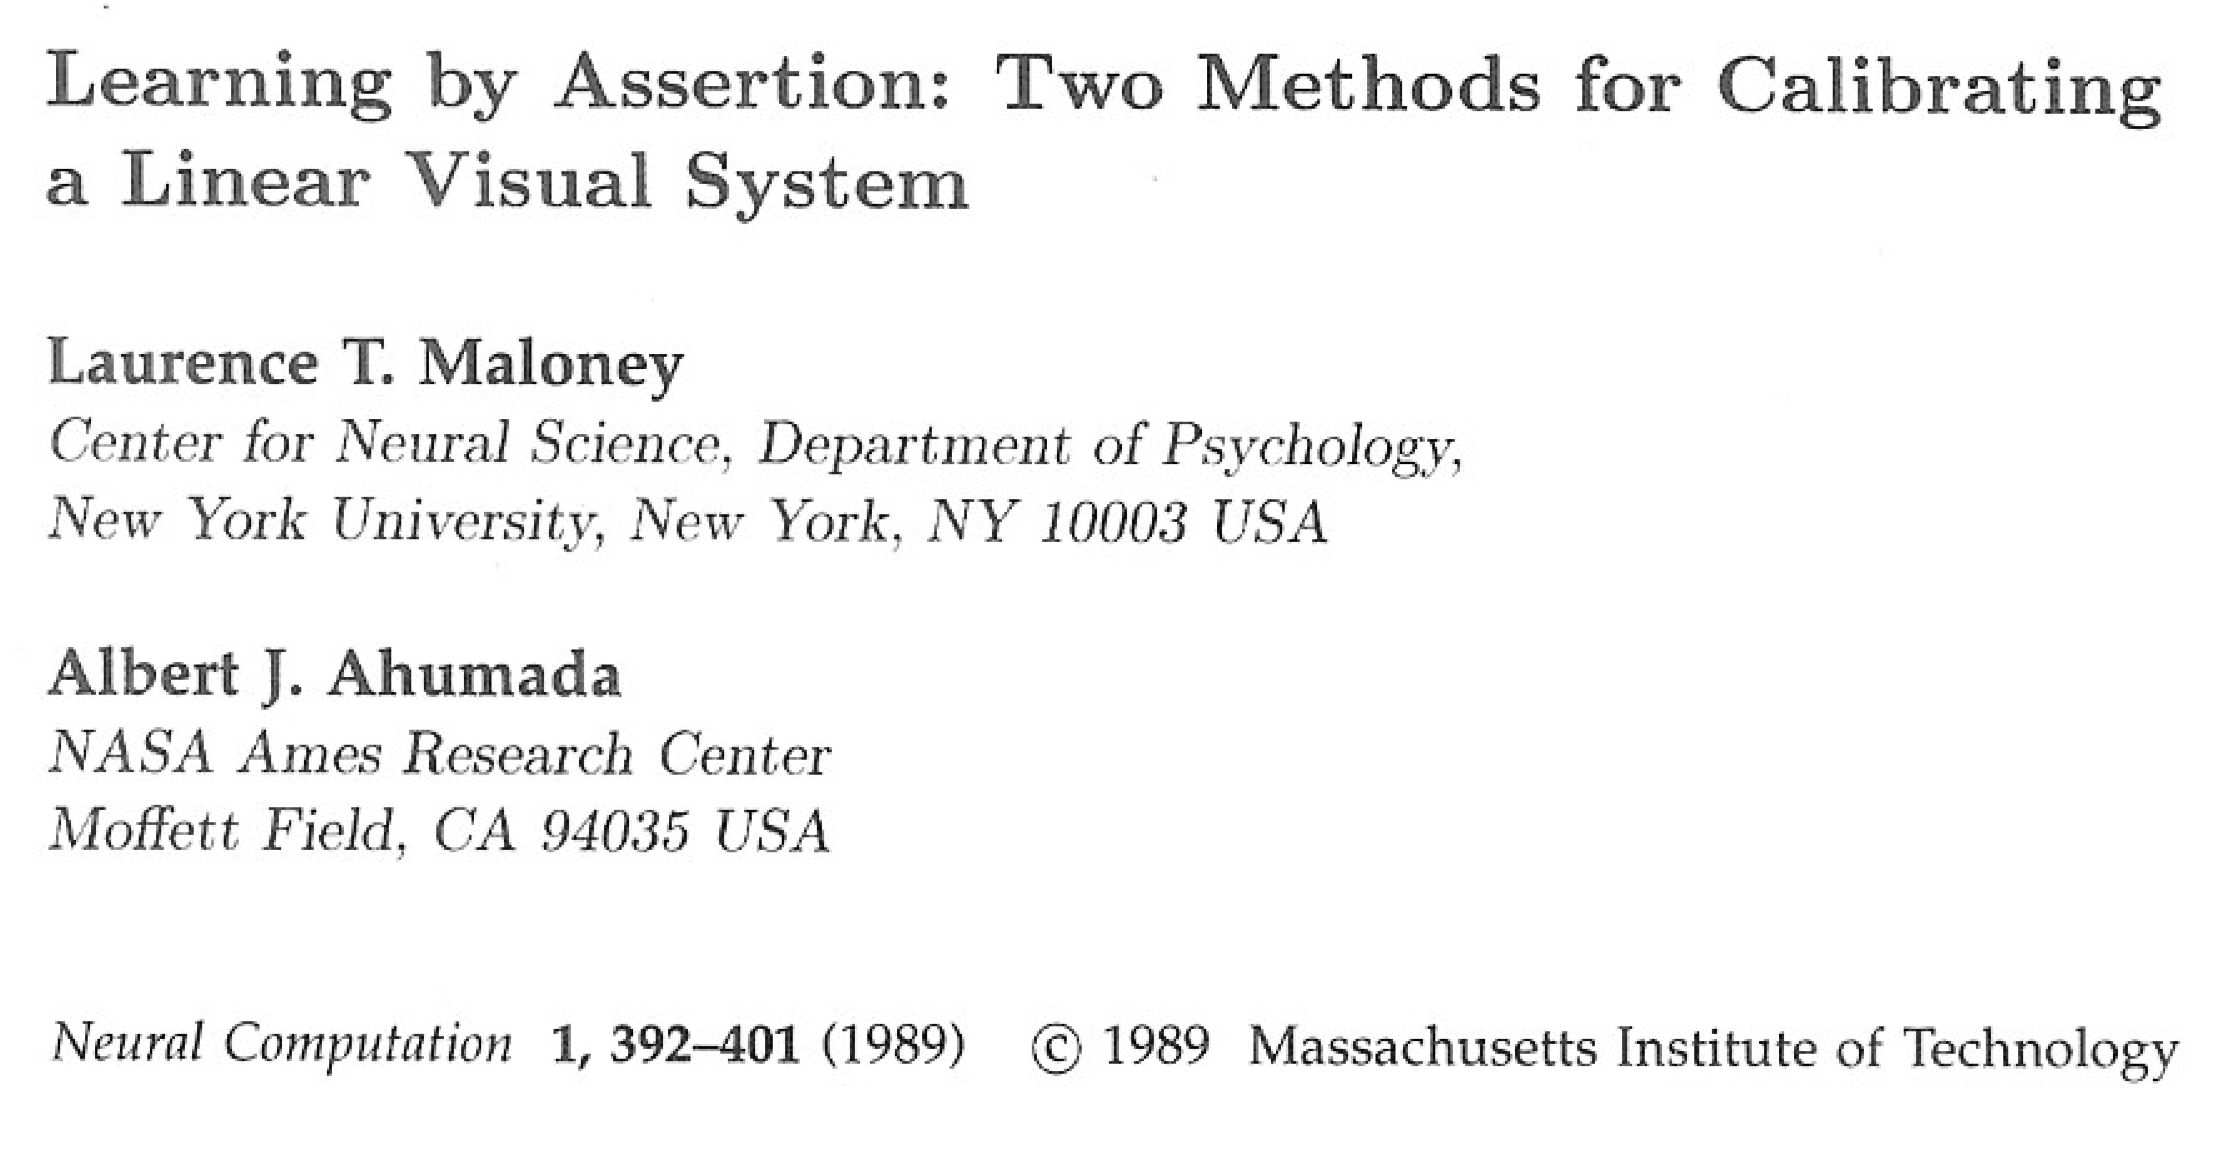 Learning by Assertion: Two Methods for Calibrating
a Linear Visual System
Laurence T. Maloney
Center for Neural Science, Department of Psychology,
New York University, New York, NY 10003 USA
Albert J. Ahumada
NASA Ames Research Center
Moffett Field, CA 94035 USA
Neural Computation 1, 392–401 (1989) © 1989 Massachusetts Institute of Technology